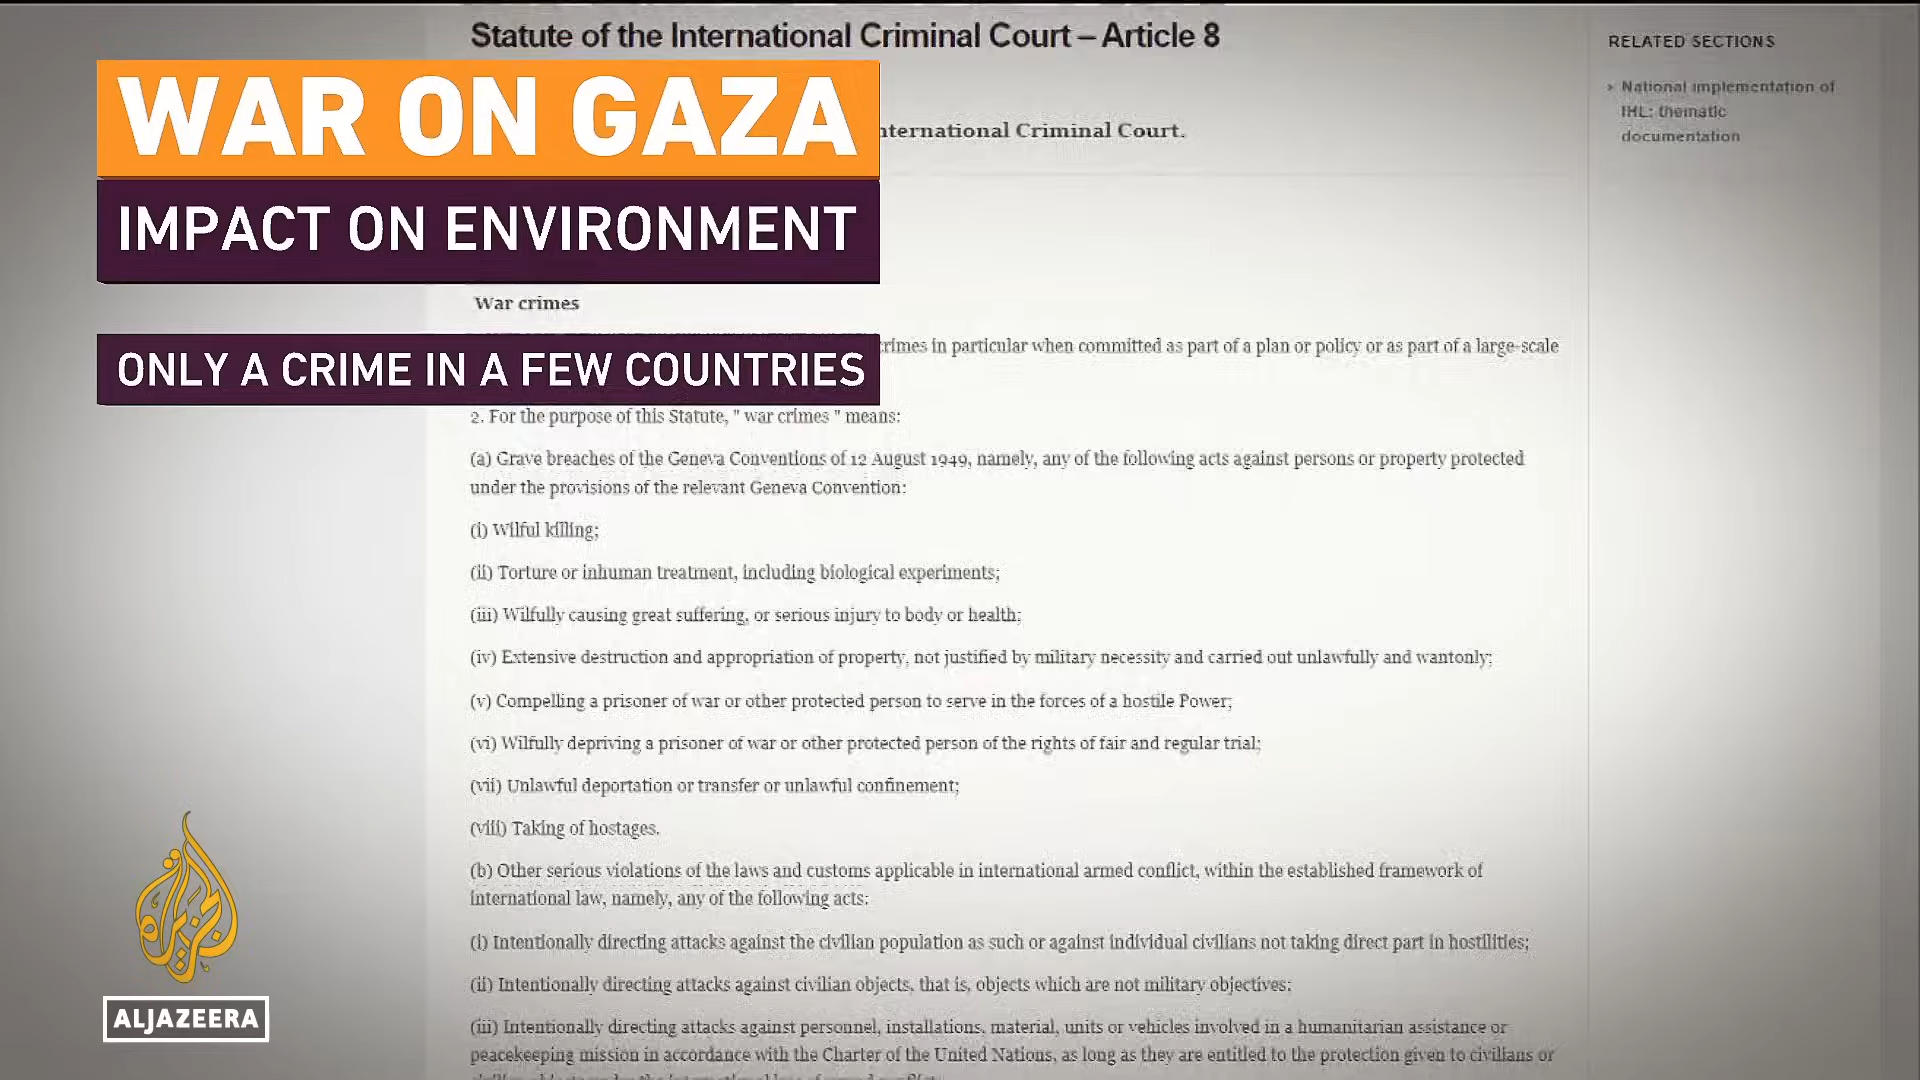 Statute of the International Criminal Court – Article 8
RELATED SECTIONS
National implementation of
IHL: thematic
documentation
WAR ON GAZA
nternational Criminal Court.
IMPACT ON ENVIRONMENT
War crimes
crimes in particular when committed as part of a plan or policy or as part of a large-scale
ONLY A CRIME IN A FEW COUNTRIES
2. For the purpose of this Statute, " war crimes " means:
(a) Grave breaches of the Geneva Conventions of 12 August 1949, namely, any of the following acts against persons or property protected
under the provisions of the relevant Geneva Convention:
(i) Wilful killing;
(ii) Torture or inhuman treatment, including biological experiments;
(iii) Wilfully causing great suffering, or serious injury to body or health;
(iv) Extensive destruction and appropriation of property, not justified by military necessity and carried out unlawfully and wantonly;
(v) Compelling a prisoner of war or other protected person to serve in the forces of a hostile Power;
(vi) Wilfully depriving a prisoner of war or other protected person of the rights of fair and regular trial;
(vii) Unlawful deportation or transfer or unlawful confinement;
(viii) Taking of hostages.
(b) Other serious violations of the laws and customs applicable in international armed conflict, within the established framework of
international law, namely, any of the following acts:
(i) Intentionally directing attacks against the civilian population as such or against individual civilians not taking direct part in hostilities;
(ii) Intentionally directing attacks against civilian objects, that is, objects which are not military objectives;
(iii) Intentionally directing attacks against personnel, installations, material, units or vehicles involved in a humanitarian assistance or
peacekeeping mission in accordance with the Charter of the United Nations, as long as they are entitled to the protection given to civilians or
الجزيرة
ALJAZEERA